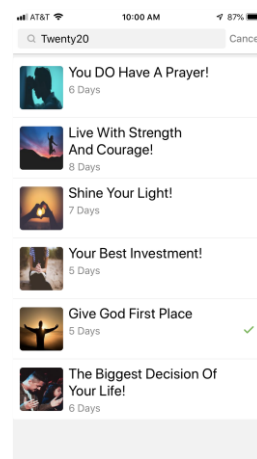 AT&T 10:00 AM 87%
Twenty20 Cance
You DO Have A Prayer!
6 Days
Live With Strength
And Courage!
8 Days
Shine Your Light!
7 Days
Your Best Investment!
5 Days
Give God First Place
5 Days
The Biggest Decision Of
Your Life!
6 Days